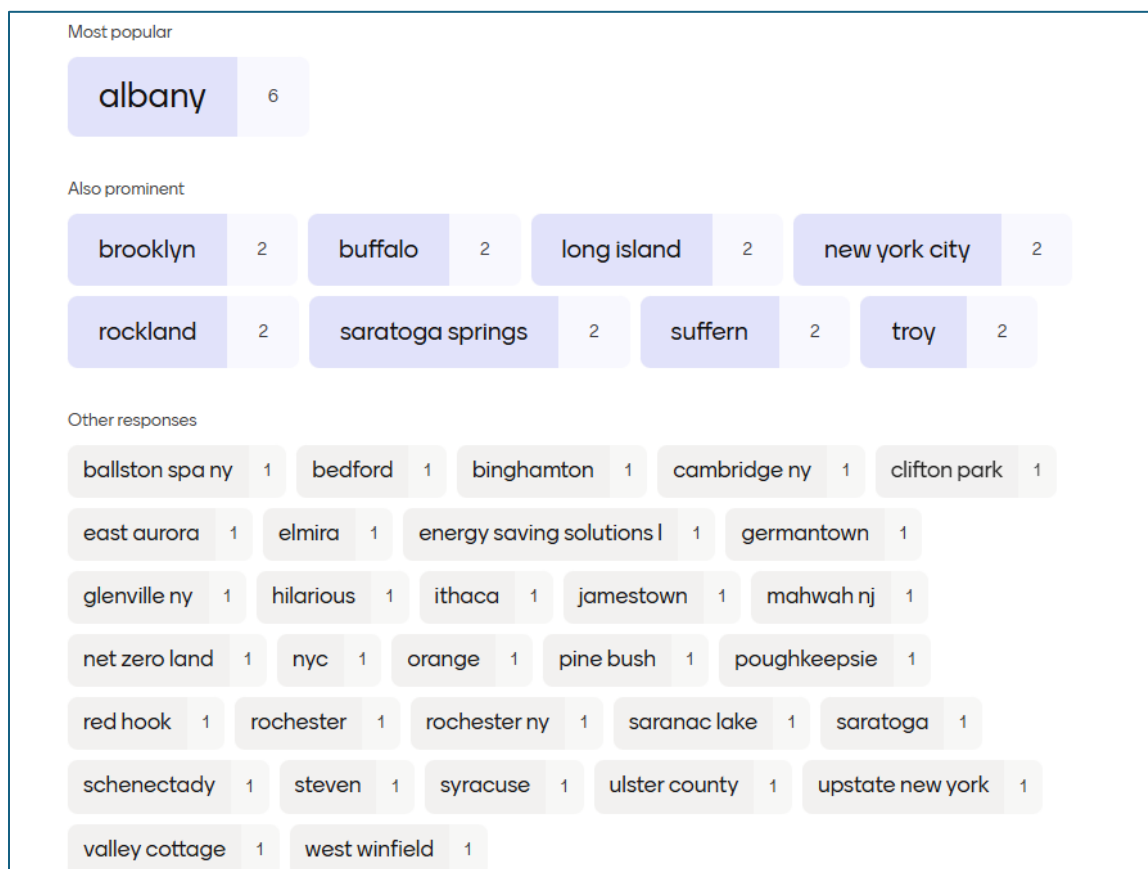 Most popular
albany 6
Also prominent
brooklyn 2 buffalo 2 long island 2 new york city 2
rockland 2 saratoga springs 2 suffern 2 troy 2
Other responses
ballston spa ny 1 bedford 1 binghamton 1 cambridge ny 1 clifton park 1
east aurora 1 elmira 1 energy saving solutions l 1 germantown 1
glenville ny 1 hilarious 1 ithaca 1 jamestown 1 mahwah nj 1
net zero land 1 nyc 1 orange 1 pine bush 1 poughkeepsie 1
red hook 1 rochester 1 rochester ny 1 saranac lake 1 saratoga 1
schenectady 1 steven 1 syracuse 1 ulster county 1 upstate new york 1
valley cottage 1 west winfield 1